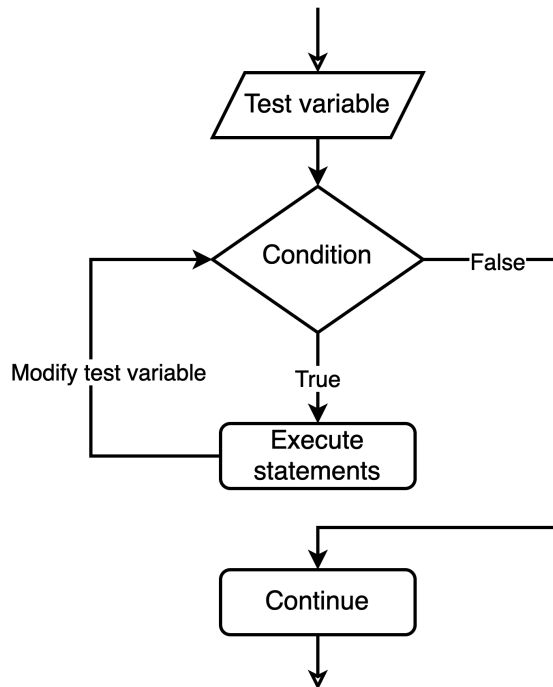 Test variable
Condition
False
Modify test variable
True
Execute
statements
Continue